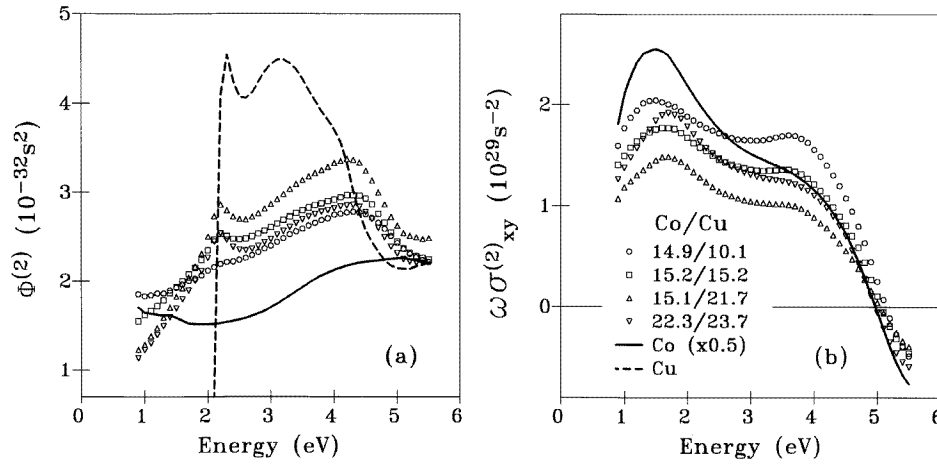 5
4
3
2
1
Φ(2) (10−32s2)
(a)
0 1 2 3 4 5 6
Energy (eV)
2
1
0
ωσ(2)xy (1029s−2)
Co/Cu
14.9/10.1
15.2/15.2
15.1/21.7
22.3/23.7
Co (x0.5)
Cu
(b)
0 1 2 3 4 5 6
Energy (eV)